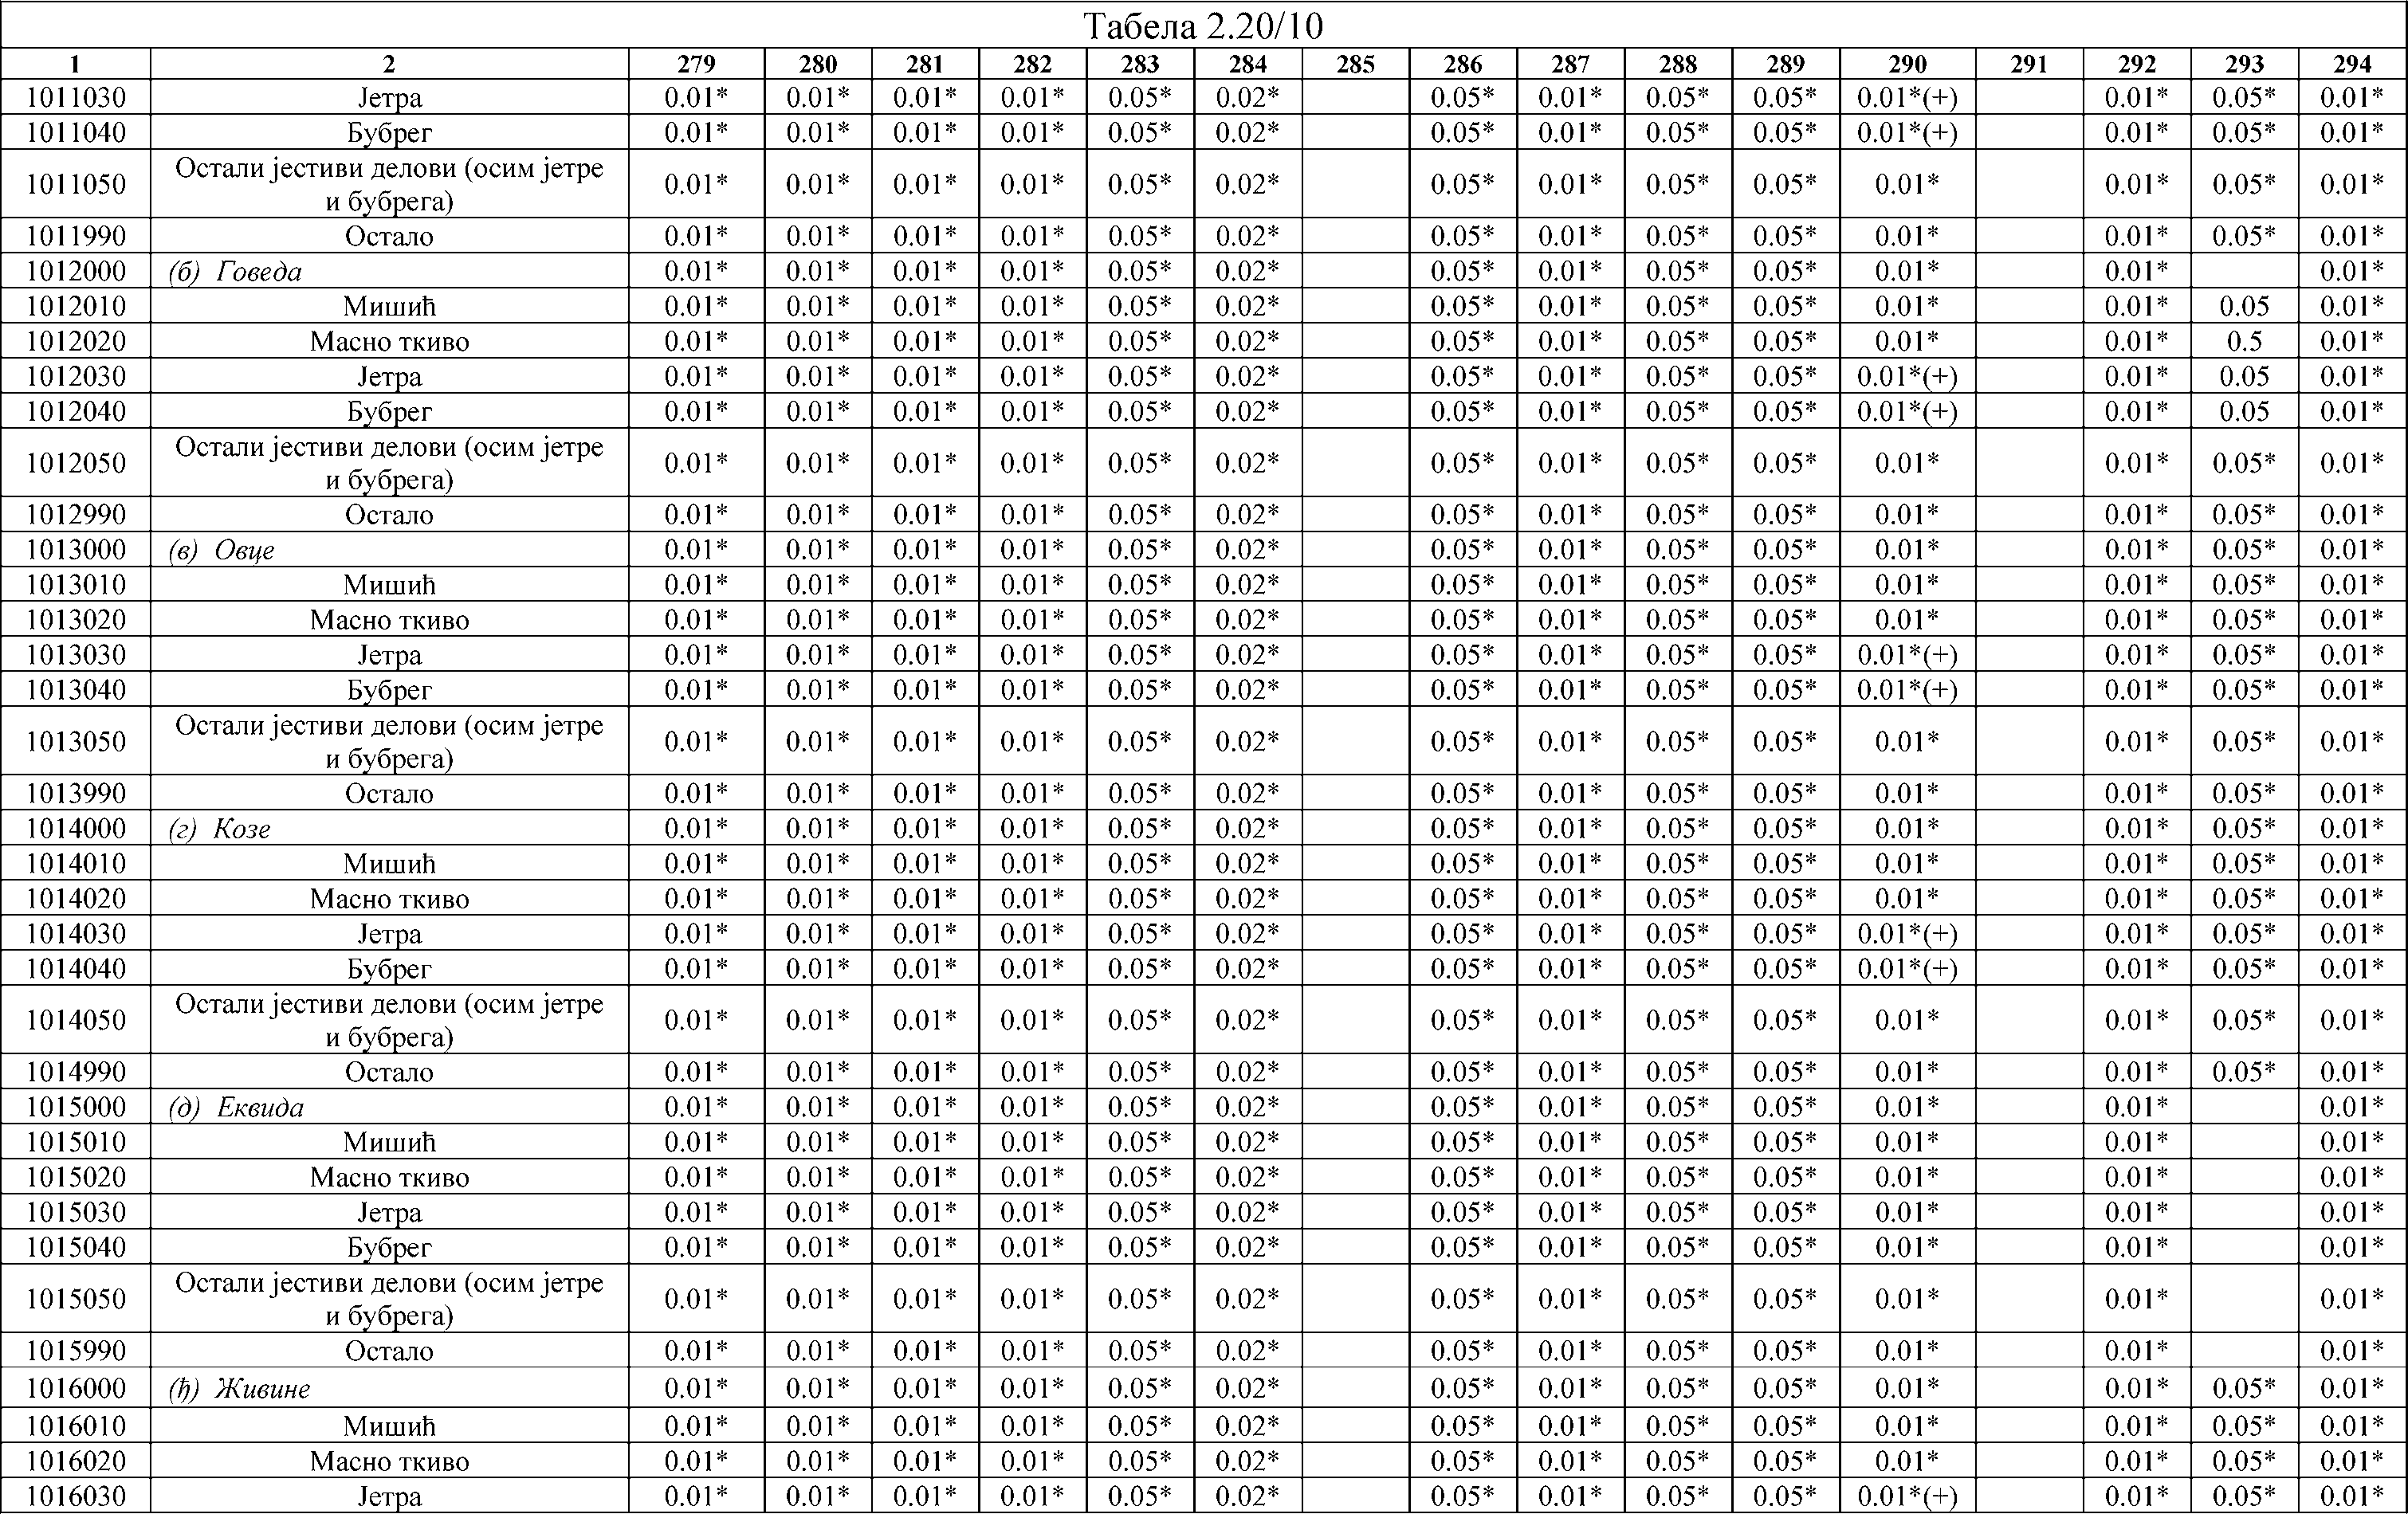 Табела 2.20/10
1 2 279 280 281 282 283 284 285 286 287 288 289 290 291 292 293 294
1011030 Јетра 0.01* 0.01* 0.01* 0.01* 0.05* 0.02* 0.05* 0.01* 0.05* 0.05* 0.01*(+) 0.01* 0.05* 0.01*
1011040 Бубрег 0.01* 0.01* 0.01* 0.01* 0.05* 0.02* 0.05* 0.01* 0.05* 0.05* 0.01*(+) 0.01* 0.05* 0.01*
1011050 Остали јестиви делови (осим јетре
и бубрега) 0.01* 0.01* 0.01* 0.01* 0.05* 0.02* 0.05* 0.01* 0.05* 0.05* 0.01* 0.01* 0.05* 0.01*
1011990 Остало 0.01* 0.01* 0.01* 0.01* 0.05* 0.02* 0.05* 0.01* 0.05* 0.05* 0.01* 0.01* 0.05* 0.01*
1012000 (б) Говеда 0.01* 0.01* 0.01* 0.01* 0.05* 0.02* 0.05* 0.01* 0.05* 0.05* 0.01* 0.01* 0.01*
1012010 Мишић 0.01* 0.01* 0.01* 0.01* 0.05* 0.02* 0.05* 0.01* 0.05* 0.05* 0.01* 0.01* 0.05 0.01*
1012020 Масно ткиво 0.01* 0.01* 0.01* 0.01* 0.05* 0.02* 0.05* 0.01* 0.05* 0.05* 0.01* 0.01* 0.5 0.01*
1012030 Јетра 0.01* 0.01* 0.01* 0.01* 0.05* 0.02* 0.05* 0.01* 0.05* 0.05* 0.01*(+) 0.01* 0.05 0.01*
1012040 Бубрег 0.01* 0.01* 0.01* 0.01* 0.05* 0.02* 0.05* 0.01* 0.05* 0.05* 0.01*(+) 0.01* 0.05 0.01*
1012050 Остали јестиви делови (осим јетре
и бубрега) 0.01* 0.01* 0.01* 0.01* 0.05* 0.02* 0.05* 0.01* 0.05* 0.05* 0.01* 0.01* 0.05* 0.01*
1012990 Остало 0.01* 0.01* 0.01* 0.01* 0.05* 0.02* 0.05* 0.01* 0.05* 0.05* 0.01* 0.01* 0.05* 0.01*
1013000 (в) Овце 0.01* 0.01* 0.01* 0.01* 0.05* 0.02* 0.05* 0.01* 0.05* 0.05* 0.01* 0.01* 0.05* 0.01*
1013010 Мишић 0.01* 0.01* 0.01* 0.01* 0.05* 0.02* 0.05* 0.01* 0.05* 0.05* 0.01* 0.01* 0.05* 0.01*
1013020 Масно ткиво 0.01* 0.01* 0.01* 0.01* 0.05* 0.02* 0.05* 0.01* 0.05* 0.05* 0.01* 0.01* 0.05* 0.01*
1013030 Јетра 0.01* 0.01* 0.01* 0.01* 0.05* 0.02* 0.05* 0.01* 0.05* 0.05* 0.01*(+) 0.01* 0.05* 0.01*
1013040 Бубрег 0.01* 0.01* 0.01* 0.01* 0.05* 0.02* 0.05* 0.01* 0.05* 0.05* 0.01*(+) 0.01* 0.05* 0.01*
1013050 Остали јестиви делови (осим јетре
и бубрега) 0.01* 0.01* 0.01* 0.01* 0.05* 0.02* 0.05* 0.01* 0.05* 0.05* 0.01* 0.01* 0.05* 0.01*
1013990 Остало 0.01* 0.01* 0.01* 0.01* 0.05* 0.02* 0.05* 0.01* 0.05* 0.05* 0.01* 0.01* 0.05* 0.01*
1014000 (г) Козе 0.01* 0.01* 0.01* 0.01* 0.05* 0.02* 0.05* 0.01* 0.05* 0.05* 0.01* 0.01* 0.05* 0.01*
1014010 Мишић 0.01* 0.01* 0.01* 0.01* 0.05* 0.02* 0.05* 0.01* 0.05* 0.05* 0.01* 0.01* 0.05* 0.01*
1014020 Масно ткиво 0.01* 0.01* 0.01* 0.01* 0.05* 0.02* 0.05* 0.01* 0.05* 0.05* 0.01* 0.01* 0.05* 0.01*
1014030 Јетра 0.01* 0.01* 0.01* 0.01* 0.05* 0.02* 0.05* 0.01* 0.05* 0.05* 0.01*(+) 0.01* 0.05* 0.01*
1014040 Бубрег 0.01* 0.01* 0.01* 0.01* 0.05* 0.02* 0.05* 0.01* 0.05* 0.05* 0.01*(+) 0.01* 0.05* 0.01*
1014050 Остали јестиви делови (осим јетре
и бубрега) 0.01* 0.01* 0.01* 0.01* 0.05* 0.02* 0.05* 0.01* 0.05* 0.05* 0.01* 0.01* 0.05* 0.01*
1014990 Остало 0.01* 0.01* 0.01* 0.01* 0.05* 0.02* 0.05* 0.01* 0.05* 0.05* 0.01* 0.01* 0.05* 0.01*
1015000 (д) Еквида 0.01* 0.01* 0.01* 0.01* 0.05* 0.02* 0.05* 0.01* 0.05* 0.05* 0.01* 0.01* 0.01*
1015010 Мишић 0.01* 0.01* 0.01* 0.01* 0.05* 0.02* 0.05* 0.01* 0.05* 0.05* 0.01* 0.01* 0.01*
1015020 Масно ткиво 0.01* 0.01* 0.01* 0.01* 0.05* 0.02* 0.05* 0.01* 0.05* 0.05* 0.01* 0.01* 0.01*
1015030 Јетра 0.01* 0.01* 0.01* 0.01* 0.05* 0.02* 0.05* 0.01* 0.05* 0.05* 0.01* 0.01* 0.01*
1015040 Бубрег 0.01* 0.01* 0.01* 0.01* 0.05* 0.02* 0.05* 0.01* 0.05* 0.05* 0.01* 0.01* 0.01*
1015050 Остали јестиви делови (осим јетре
и бубрега) 0.01* 0.01* 0.01* 0.01* 0.05* 0.02* 0.05* 0.01* 0.05* 0.05* 0.01* 0.01* 0.01*
1015990 Остало 0.01* 0.01* 0.01* 0.01* 0.05* 0.02* 0.05* 0.01* 0.05* 0.05* 0.01* 0.01* 0.01*
1016000 (ђ) Живине 0.01* 0.01* 0.01* 0.01* 0.05* 0.02* 0.05* 0.01* 0.05* 0.05* 0.01* 0.01* 0.05* 0.01*
1016010 Мишић 0.01* 0.01* 0.01* 0.01* 0.05* 0.02* 0.05* 0.01* 0.05* 0.05* 0.01* 0.01* 0.05* 0.01*
1016020 Масно ткиво 0.01* 0.01* 0.01* 0.01* 0.05* 0.02* 0.05* 0.01* 0.05* 0.05* 0.01* 0.01* 0.05* 0.01*
1016030 Јетра 0.01* 0.01* 0.01* 0.01* 0.05* 0.02* 0.05* 0.01* 0.05* 0.05* 0.01*(+) 0.01* 0.05* 0.01*